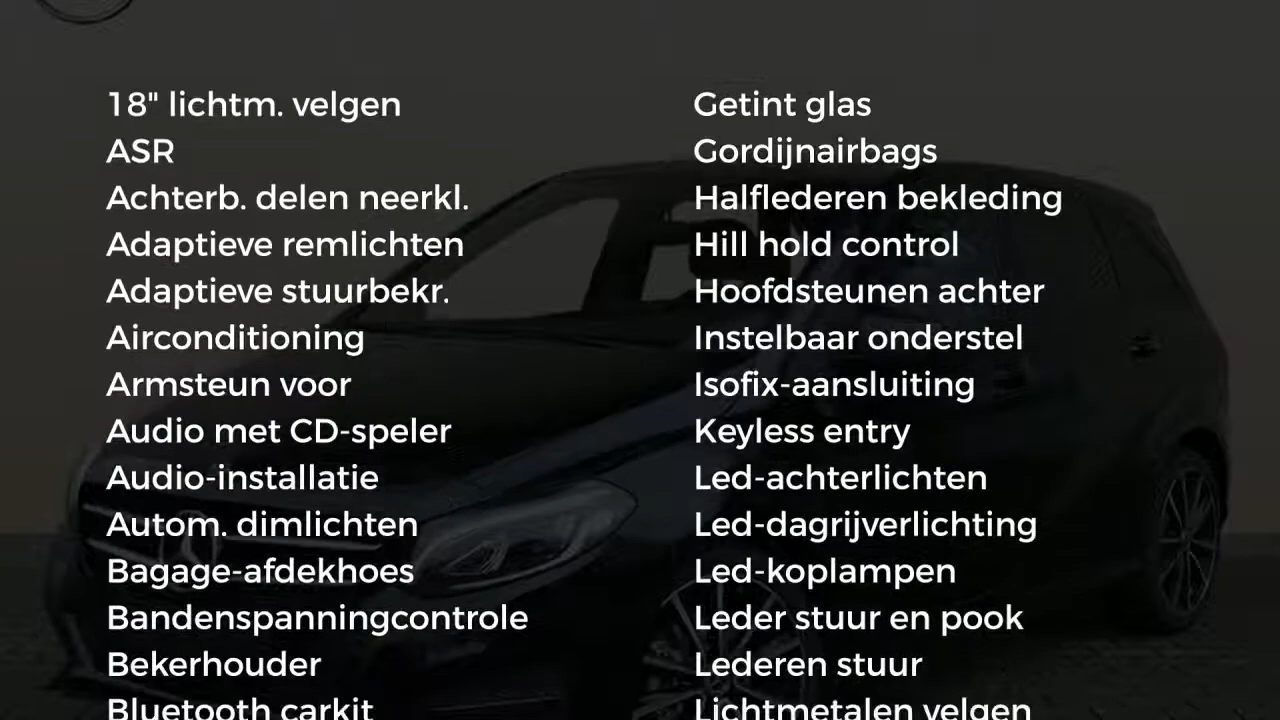 18" lichtm. velgen
ASR
Achterb. delen neerkl.
Adaptieve remlichten
Adaptieve stuurbekr.
Airconditioning
Armsteun voor
Audio met CD-speler
Audio-installatie
Autom. dimlichten
Bagage-afdekhoes
Bandenspanningcontrole
Bekerhouder
Bluetooth carkit
Getint glas
Gordijnairbags
Halflederen bekleding
Hill hold control
Hoofdsteunen achter
Instelbaar onderstel
Isofix-aansluiting
Keyless entry
Led-achterlichten
Led-dagrijverlichting
Led-koplampen
Leder stuur en pook
Lederen stuur
Lichtmetalen velgen